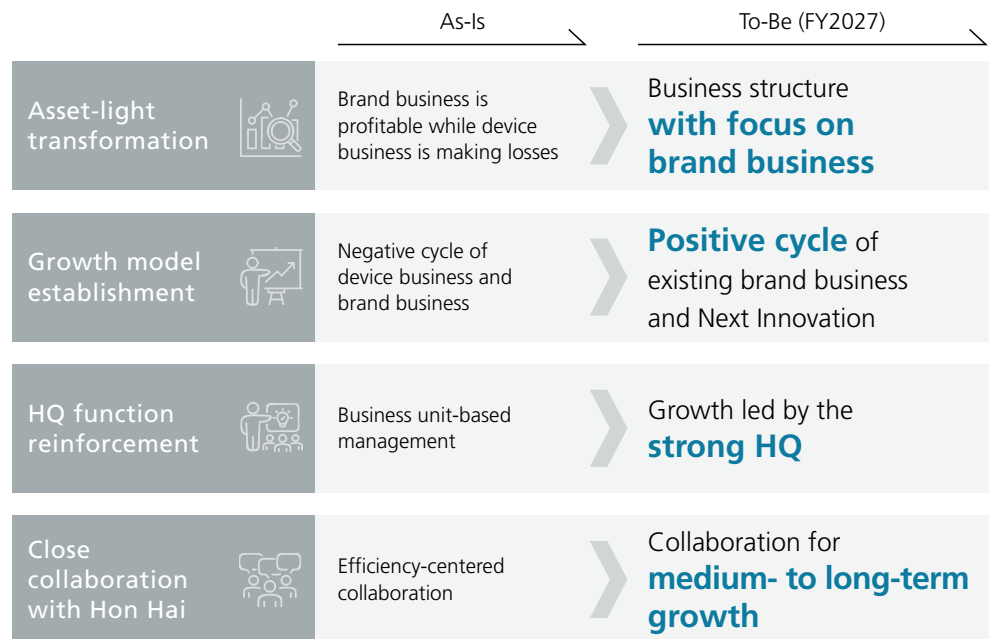 As-Is
To-Be (FY2027)
Asset-light
transformation
Brand business is
profitable while device
business is making losses
Business structure
with focus on
brand business
Growth model
establishment
Negative cycle of
device business and
brand business
Positive cycle of
existing brand business
and Next Innovation
HQ function
reinforcement
Business unit-based
management
Growth led by the
strong HQ
Close
collaboration
with Hon Hai
Efficiency-centered
collaboration
Collaboration for
medium- to long-term
growth